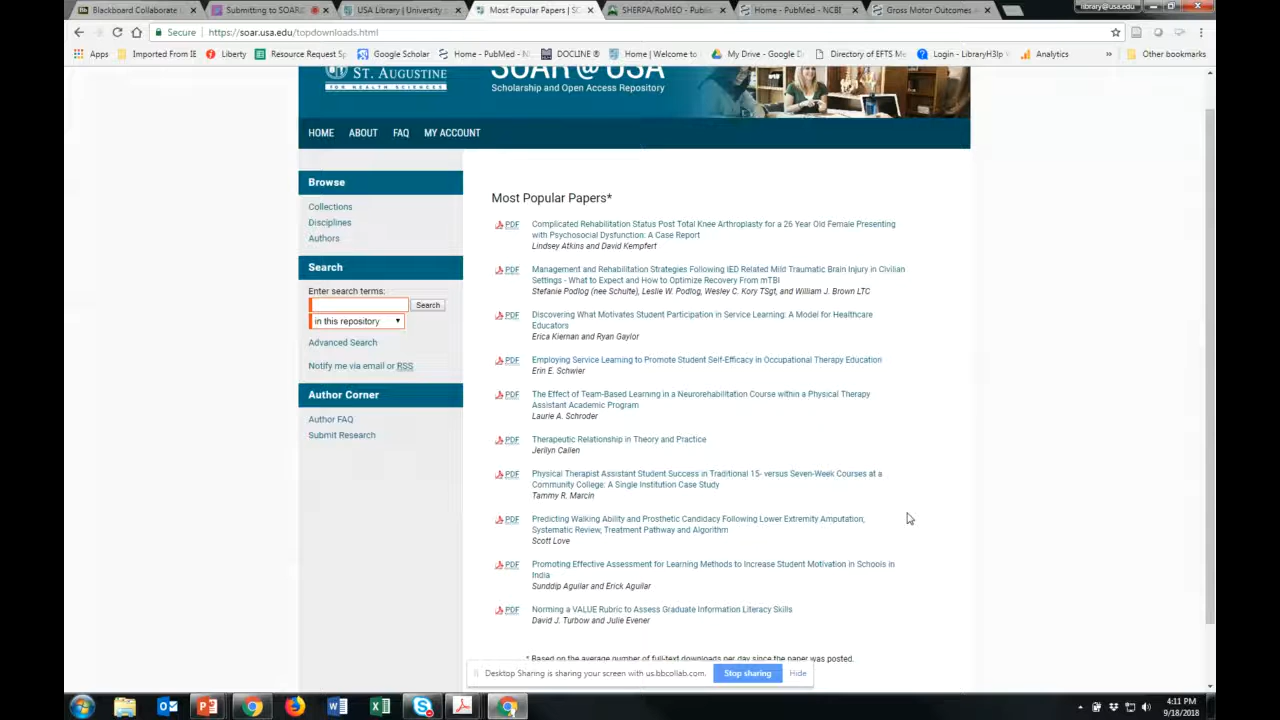 Blackboard Collaborate
Submitting to SOAR
USA Library | University of
Most Popular Papers | SO
SHERPA/RoMEO - Public
Home - PubMed - NCBI
Gross Motor Outcomes
library@usa.edu
Secure
https://soar.usa.edu/topdownloads.html
Apps
Imported From IE
Liberty
Resource Request Sp
Google Scholar
Home - PubMed - NC
DOCLINE ®
Home | Welcome to
My Drive - Google D
Directory of EFTS Me
Login - LibraryH3lp
Analytics
»
Other bookmarks
ST. AUGUSTINE
FOR HEALTH SCIENCES
SOAR@USA
Scholarship and Open Access Repository
HOME
ABOUT
FAQ
MY ACCOUNT
Browse
Collections
Disciplines
Authors
Search
Enter search terms:
Search
in this repository
Advanced Search
Notify me via email or RSS
Author Corner
Author FAQ
Submit Research
Most Popular Papers*
PDF Complicated Rehabilitation Status Post Total Knee Arthroplasty for a 26 Year Old Female Presenting
with Psychosocial Dysfunction: A Case Report
Lindsey Atkins and David Kempfert
PDF Management and Rehabilitation Strategies Following IED Related Mild Traumatic Brain Injury in Civilian
Settings - What to Expect and How to Optimize Recovery From mTBI
Stefanie Podlog (nee Schulte), Leslie W. Podlog, Wesley C. Kory TSgt, and William J. Brown LTC
PDF Discovering What Motivates Student Participation in Service Learning: A Model for Healthcare
Educators
Erica Kiernan and Ryan Gaylor
PDF Employing Service Learning to Promote Student Self-Efficacy in Occupational Therapy Education
Erin E. Schwier
PDF The Effect of Team-Based Learning in a Neurorehabilitation Course within a Physical Therapy
Assistant Academic Program
Laurie A. Schroder
PDF Therapeutic Relationship in Theory and Practice
Jerilyn Callen
PDF Physical Therapist Assistant Student Success in Traditional 15- versus Seven-Week Courses at a
Community College: A Single Institution Case Study
Tammy R. Marcin
PDF Predicting Walking Ability and Prosthetic Candidacy Following Lower Extremity Amputation,
Systematic Review, Treatment Pathway and Algorithm
Scott Love
PDF Promoting Effective Assessment for Learning Methods to Increase Student Motivation in Schools in
India
Sunddip Aguilar and Erick Aguilar
PDF Norming a VALUE Rubric to Assess Graduate Information Literacy Skills
David J. Turbow and Julie Evener
* Based on the average number of full-text downloads per day since the paper was posted.
Desktop Sharing is sharing your screen with us.bbcollab.com.
Stop sharing
Hide
4:11 PM
9/18/2018